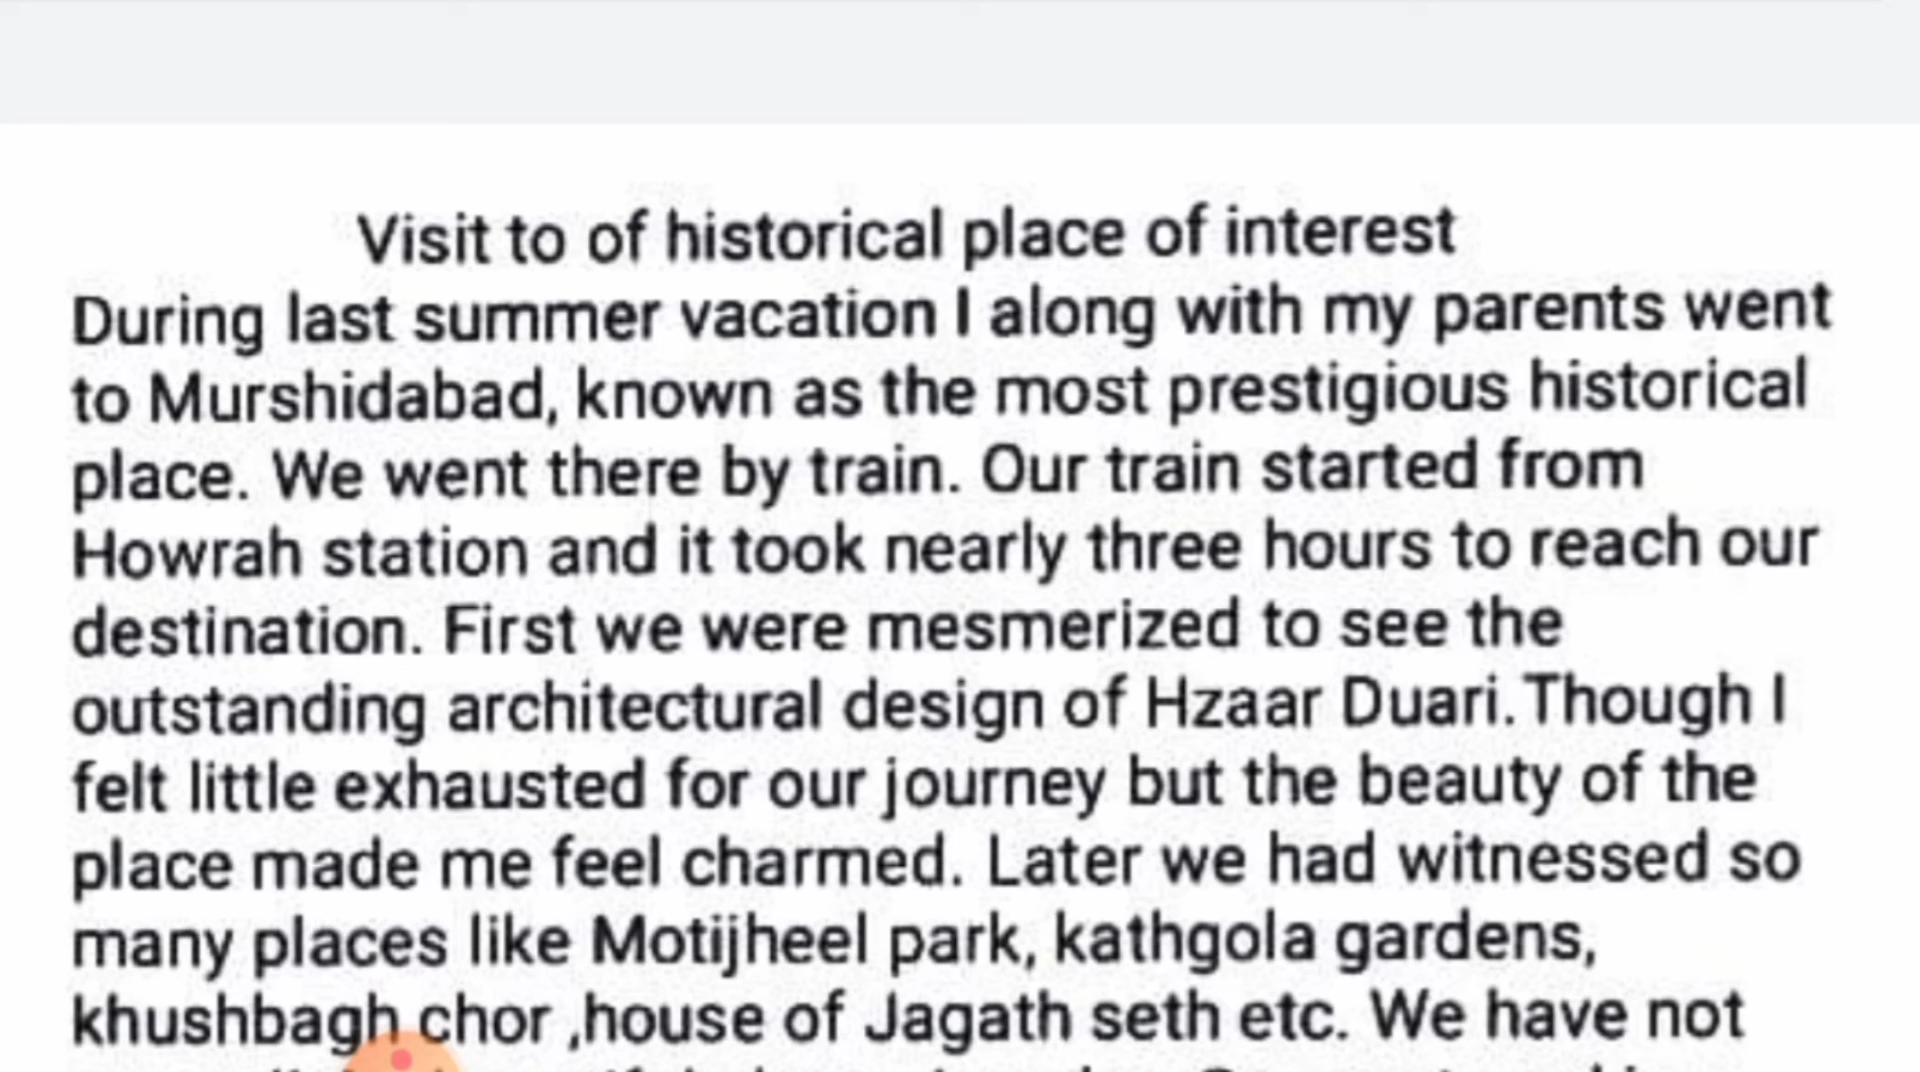 Visit to of historical place of interest
During last summer vacation I along with my parents went
to Murshidabad, known as the most prestigious historical
place. We went there by train. Our train started from
Howrah station and it took nearly three hours to reach our
destination. First we were mesmerized to see the
outstanding architectural design of Hzaar Duari.Though I
felt little exhausted for our journey but the beauty of the
place made me feel charmed. Later we had witnessed so
many places like Motijheel park, kathgola gardens,
khushbagh chor ,house of Jagath seth etc. We have not